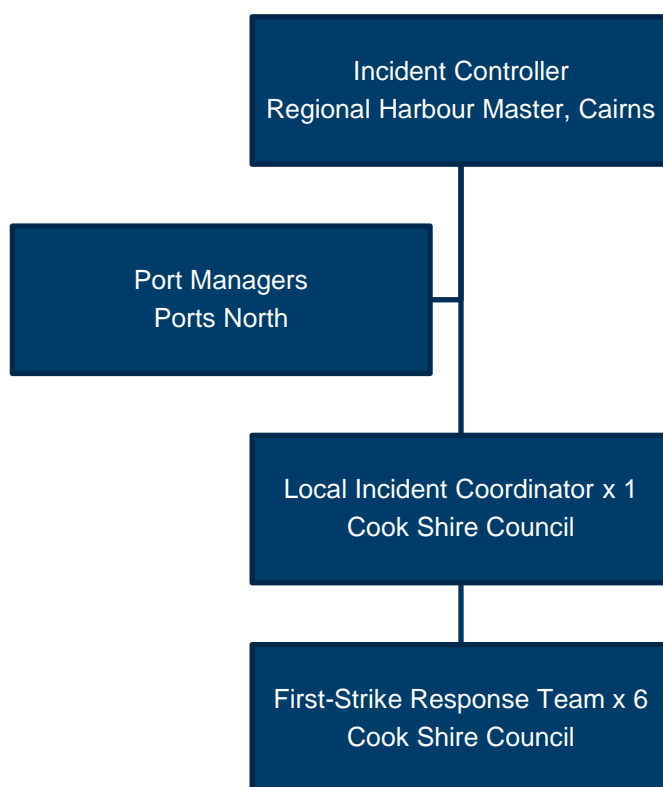 Incident Controller
Regional Harbour Master, Cairns
Port Managers
Ports North
Local Incident Coordinator x 1
Cook Shire Council
First-Strike Response Team x 6
Cook Shire Council